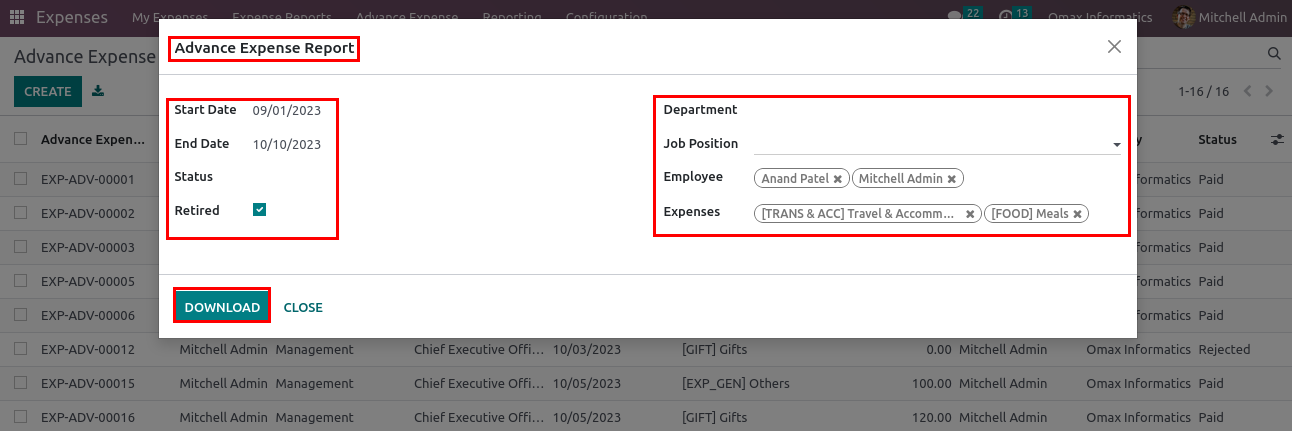 Expenses My Expenses Expense Reports Advance Expense Reporting Configuration 22 13 Omax Informatics Mitchell Admin
Advance Expense
Advance Expense Report
CREATE 1-16 / 16
Start Date 09/01/2023 Department
Advance Expen... End Date 10/10/2023 Job Position Status
EXP-ADV-00001 Status Employee Anand Patel Mitchell Admin Informatics Paid
EXP-ADV-00002 Retired Expenses [TRANS & ACC] Travel & Accomm... [FOOD] Meals Informatics Paid
EXP-ADV-00003 Informatics Paid
EXP-ADV-00005 Informatics Paid
EXP-ADV-00006 DOWNLOAD CLOSE Informatics Paid
EXP-ADV-00012 Mitchell Admin Management Chief Executive Offi... 10/03/2023 [GIFT] Gifts 0.00 Mitchell Admin Omax Informatics Rejected
EXP-ADV-00015 Mitchell Admin Management Chief Executive Offi... 10/05/2023 [EXP_GEN] Others 100.00 Mitchell Admin Omax Informatics Paid
EXP-ADV-00016 Mitchell Admin Management Chief Executive Offi... 10/05/2023 [GIFT] Gifts 120.00 Mitchell Admin Omax Informatics Paid